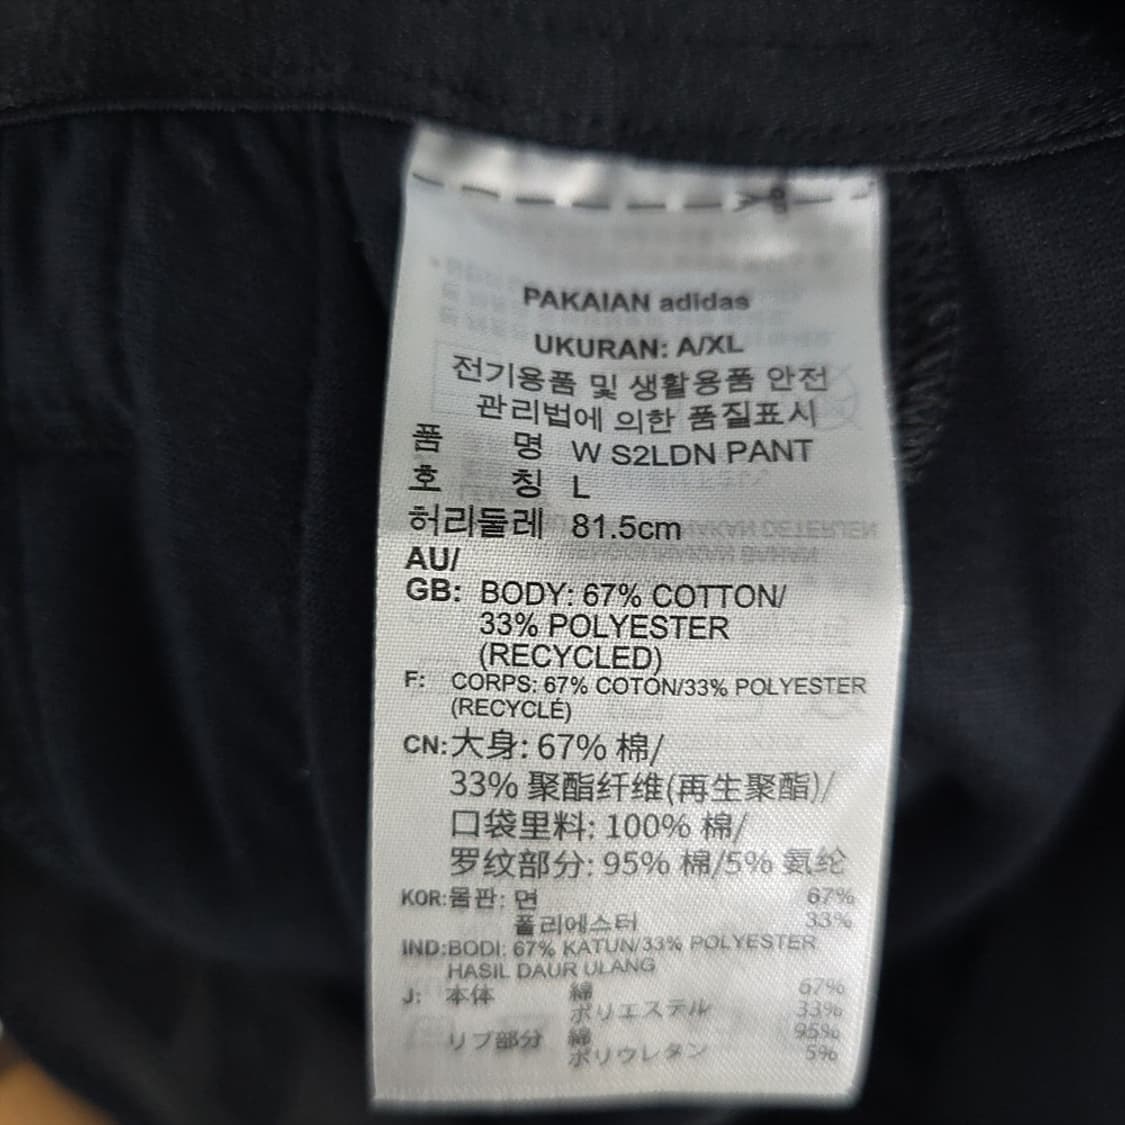 PAKAIAN adidas
UKURAN: A/XL
전기용품 및 생활용품 안전
관리법에 의한 품질표시
품 명 W S2LDN PANT
호 칭 L
허리둘레 81.5cm
AU/
GB: BODY: 67% COTTON/
33% POLYESTER
(RECYCLED)
F: CORPS: 67% COTON/33% POLYESTER
(RECYCLÉ)
CN: 大身: 67% 棉/
33% 聚酯纤维(再生聚酯)/
口袋里料: 100% 棉/
罗纹部分: 95% 棉/5% 氨纶
KOR: 몸판: 면 67%
폴리에스터 33%
IND: BODI: 67% KATUN/33% POLYESTER
HASIL DAUR ULANG
J: 本体 綿 67%
ポリエステル 33%
リブ部分 綿 95%
ポリウレタン 5%